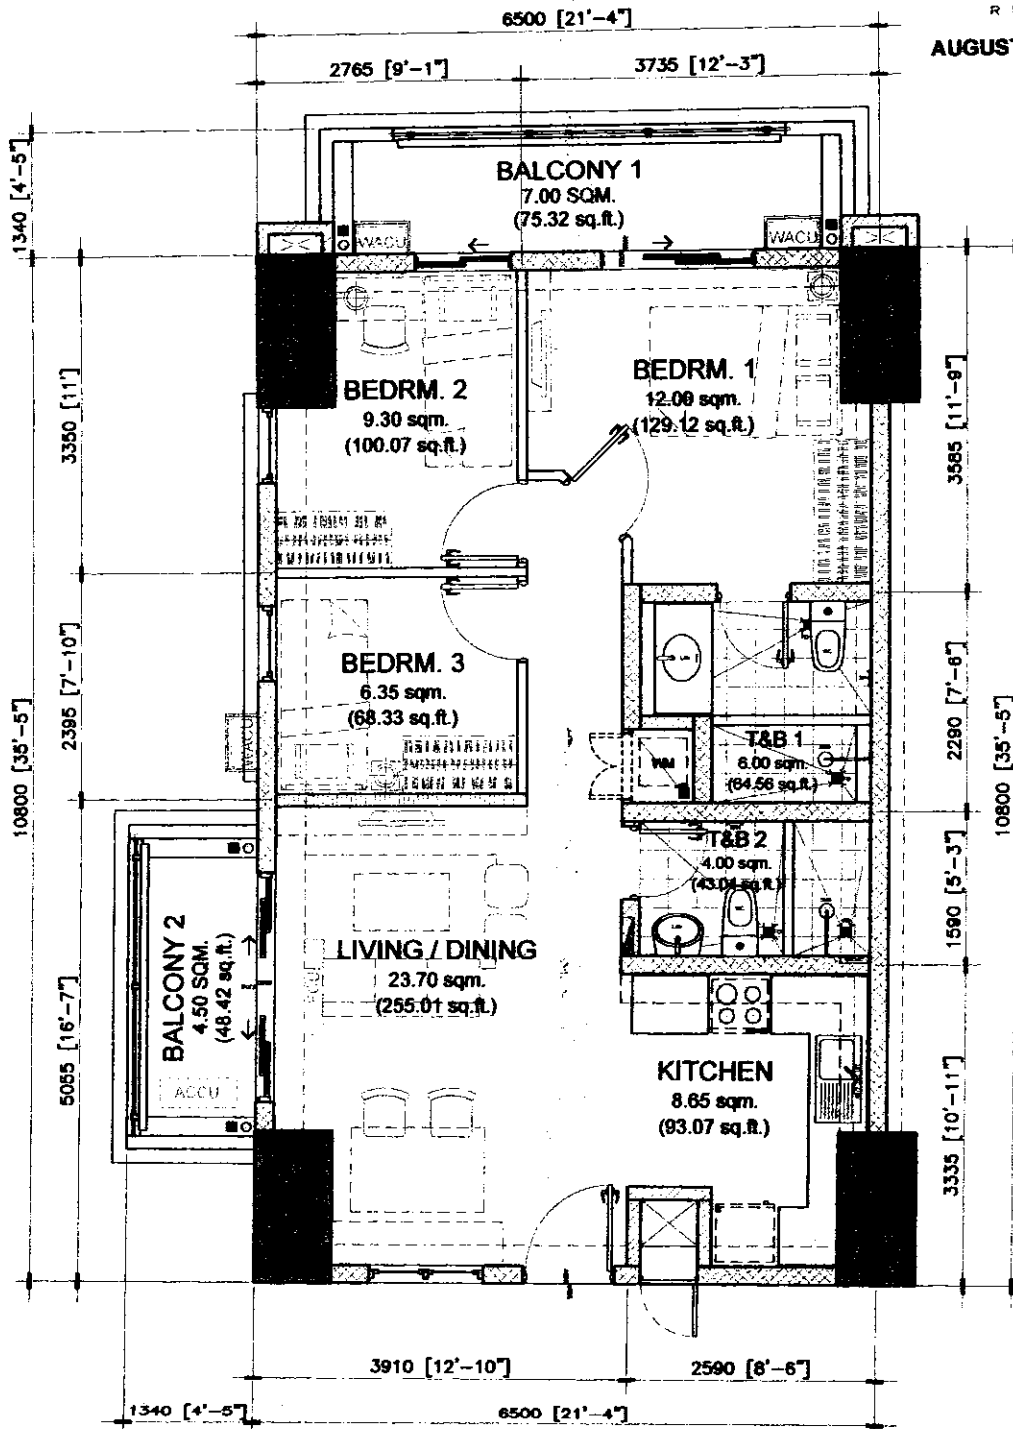 R
6500 [21'-4"]
AUGUS
2765 [9'-1"]
3735 [12'-3"]
1340 [4'-5"]
BALCONY 1
7.00 SQM.
(75.32 sq.ft.)
WACU
WACU
BEDRM. 2
9.30 sqm.
(100.07 sq.ft.)
BEDRM. 1
12.00 sqm.
(129.12 sq.ft.)
3350 [11']
3585 [11'-9"]
BEDRM. 3
6.35 sqm.
(68.33 sq.ft.)
2395 [7'-10"]
WACU
10800 [35'-5"]
2290 [7'-6"]
10800 [35'-5"]
WM
T&B 1
6.00 sqm.
(64.56 sq.ft.)
T&B 2
4.00 sqm.
(43.04 sq.ft.)
1590 [5'-3"]
BALCONY 2
4.50 SQM.
(48.42 sq.ft.)
ACCU
LIVING / DINING
23.70 sqm.
(255.01 sq.ft.)
5055 [16'-7"]
KITCHEN
8.65 sqm.
(93.07 sq.ft.)
3335 [10'-11"]
3910 [12'-10"]
2590 [8'-6"]
1340 [4'-5"]
6500 [21'-4"]